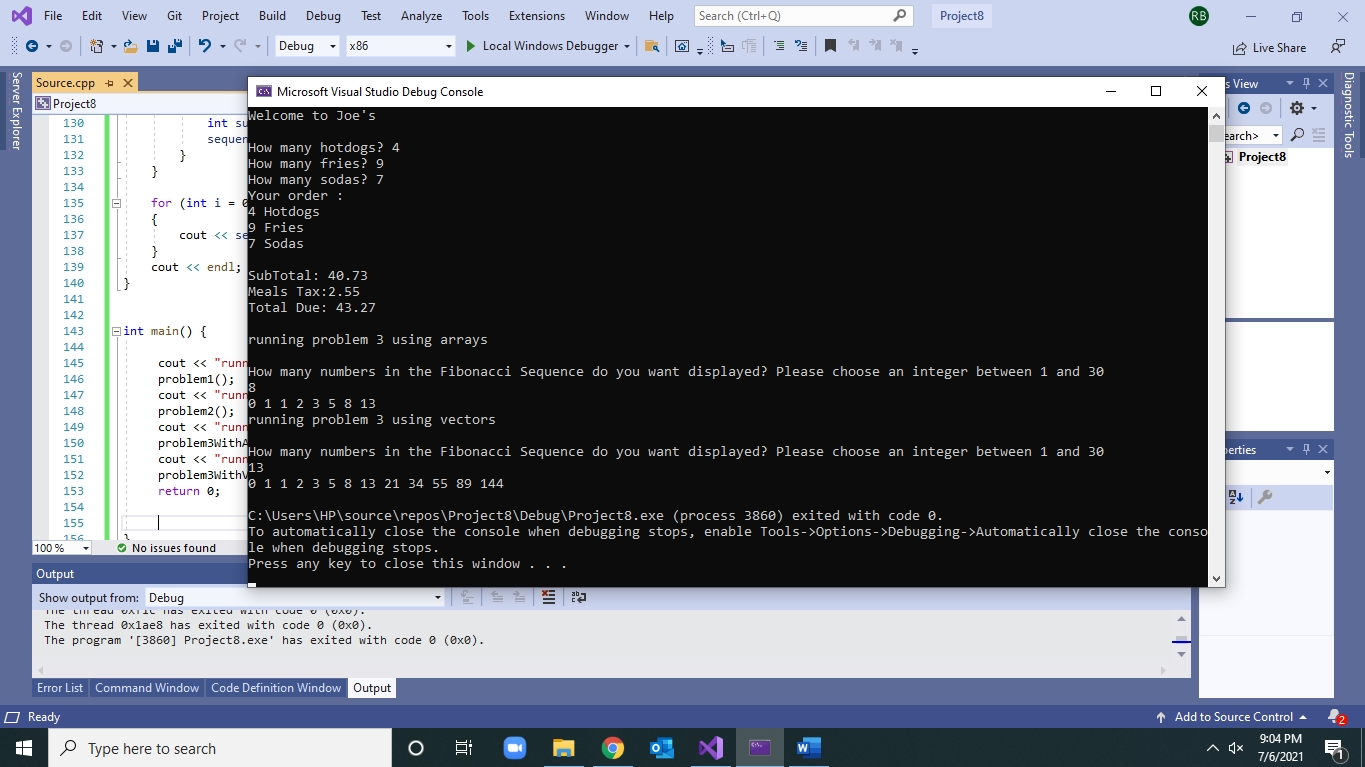 File Edit View Git Project Build Debug Test Analyze Tools Extensions Window Help Search (Ctrl+Q) Project8 RB
Debug x86 Local Windows Debugger Live Share
Server Explorer
Source.cpp
Project8
130 int su
131 sequen
132 }
133 }
134
135 for (int i = 0
136 {
137 cout << se
138 }
139 cout << endl;
140 }
141
142
143 int main() {
144
145 cout << "runn
146 problem1();
147 cout << "runn
148 problem2();
149 cout << "runn
150 problem3WithA
151 cout << "runn
152 problem3WithV
153 return 0;
154
155
156 }
100 % No issues found
Microsoft Visual Studio Debug Console
Welcome to Joe's
How many hotdogs? 4
How many fries? 9
How many sodas? 7
Your order :
4 Hotdogs
9 Fries
7 Sodas
SubTotal: 40.73
Meals Tax:2.55
Total Due: 43.27
running problem 3 using arrays
How many numbers in the Fibonacci Sequence do you want displayed? Please choose an integer between 1 and 30
8
0 1 1 2 3 5 8 13
running problem 3 using vectors
How many numbers in the Fibonacci Sequence do you want displayed? Please choose an integer between 1 and 30
13
0 1 1 2 3 5 8 13 21 34 55 89 144
C:\Users\HP\source\repos\Project8\Debug\Project8.exe (process 3860) exited with code 0.
To automatically close the console when debugging stops, enable Tools->Options->Debugging->Automatically close the conso
le when debugging stops.
Press any key to close this window . . .
s View
earch>
Project8
perties
Diagnostic Tools
Output
Show output from: Debug
The thread 0xf1c has exited with code 0 (0x0).
The thread 0x1ae8 has exited with code 0 (0x0).
The program '[3860] Project8.exe' has exited with code 0 (0x0).
Error List Command Window Code Definition Window Output
Ready Add to Source Control 2
Type here to search
9:04 PM
7/6/2021
1